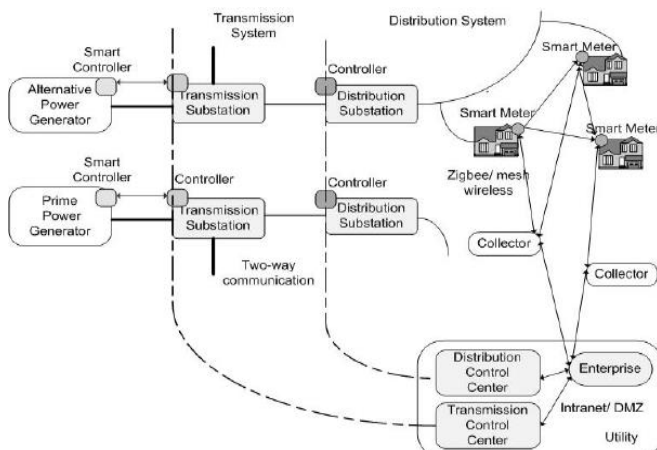 Transmission
System
Distribution System
Smart
Controller
Controller
Smart Meter
Alternative
Power
Generator
Transmission
Substation
Distribution
Substation
Smart Meter
Smart Meter
Smart
Controller
Controller
Controller
Zigbee/ mesh
wireless
Prime
Power
Generator
Transmission
Substation
Distribution
Substation
Collector
Two-way
communication
Collector
Distribution
Control
Center
Enterprise
Transmission
Control
Center
Intranet/ DMZ
Utility